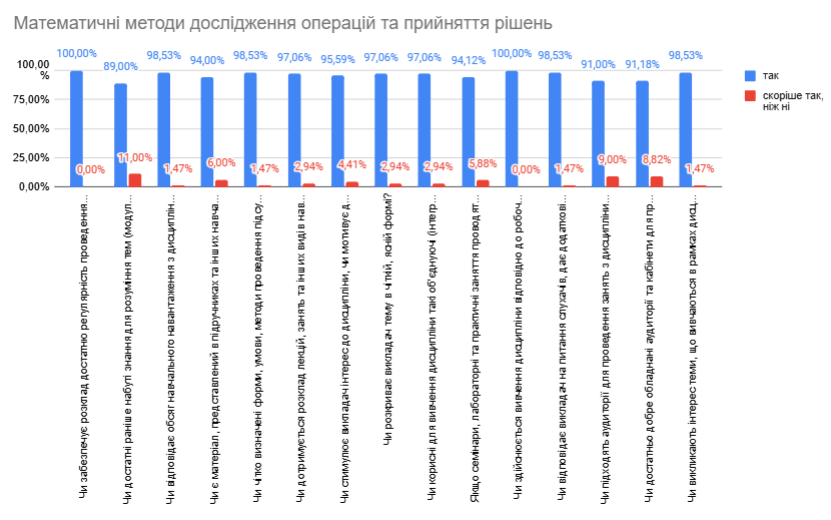 Математичні методи дослідження операцій та прийняття рішень
100,00%
89,00%
98,53%
94,00%
98,53%
97,06%
95,59%
97,06%
97,06%
94,12%
100,00%
98,53%
91,00%
91,18%
98,53%
так
скоріше так,
ніж ні
100,00
%
75,00%
50,00%
25,00%
0,00%
0,00%
11,00%
1,47%
6,00%
1,47%
2,94%
4,41%
2,94%
2,94%
5,88%
0,00%
1,47%
9,00%
8,82%
1,47%
Чи забезпечує розклад достатню регулярність проведення...
Чи достатні раніше набуті знання для розуміння тем (модул...
Чи відповідає обсяг навчального навантаження з дисциплін...
Чи є матеріал, представлений в підручниках та інших навча...
Чи чітко визначені форми, умови, методи проведення підсу...
Чи дотримується розклад лекцій, занять та інших видів нав...
Чи стимулює викладач інтерес до дисципліни, чи мотивує д...
Чи розкриває викладач тему в чіткій, ясній формі?
Чи корисні для вивчення дисципліни такі об'єднуючі (інтегр...
Якщо семінари, лабораторні та практичні заняття проводят...
Чи здійснюється вивчення дисципліни відповідно до робоч...
Чи відповідає викладач на питання слухачів, дає додаткові...
Чи підходять аудиторії для проведення занять з дисципліни...
Чи достатньо добре обладнані аудиторії та кабінети для пр...
Чи викликають інтерес теми, що вивчаються в рамках дисц...